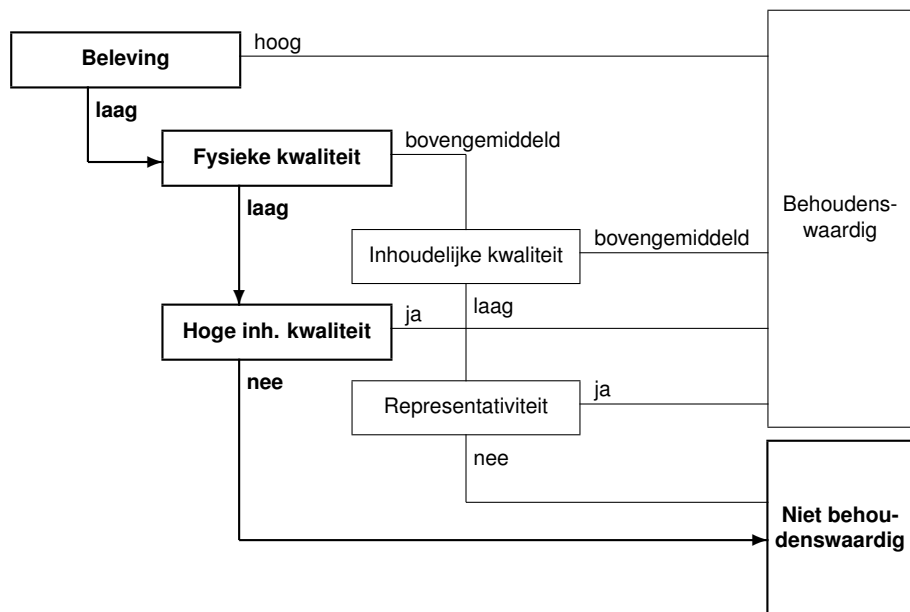 hoog
Beleving
laag
bovengemiddeld
Fysieke kwaliteit
laag
Behoudens-
waardig
bovengemiddeld
Inhoudelijke kwaliteit
laag
ja
Hoge inh. kwaliteit
nee
ja
Representativiteit
nee
Niet behou-
denswaardig